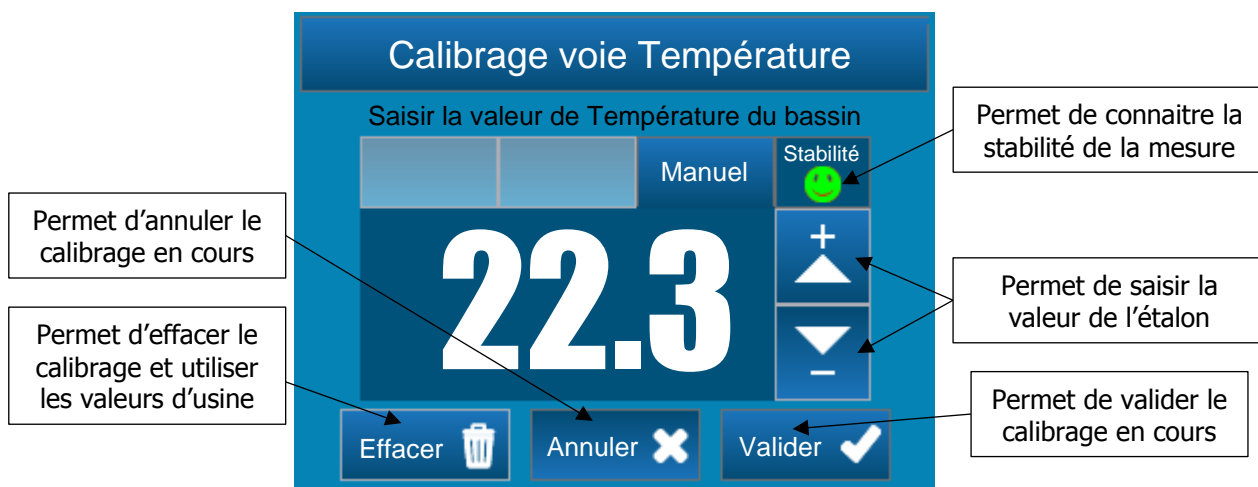 Calibrage voie Température
Saisir la valeur de Température du bassin
Manuel
Stabilité
22.3
+
−
Effacer
Annuler
Valider
Permet d'annuler le
calibrage en cours
Permet d'effacer le
calibrage et utiliser
les valeurs d'usine
Permet de connaitre la
stabilité de la mesure
Permet de saisir la
valeur de l'étalon
Permet de valider le
calibrage en cours